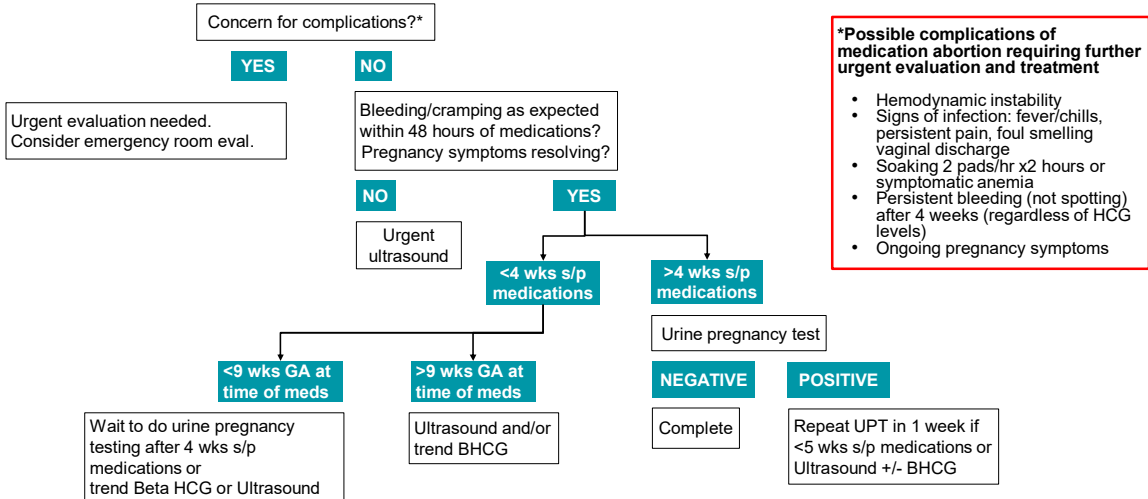 Concern for complications?*
YES
NO
Urgent evaluation needed.
Consider emergency room eval.
Bleeding/cramping as expected
within 48 hours of medications?
Pregnancy symptoms resolving?
NO
YES
Urgent
ultrasound
<4 wks s/p
medications
>4 wks s/p
medications
Urine pregnancy test
<9 wks GA at
time of meds
>9 wks GA at
time of meds
NEGATIVE
POSITIVE
Wait to do urine pregnancy
testing after 4 wks s/p
medications or
trend Beta HCG or Ultrasound
Ultrasound and/or
trend BHCG
Complete
Repeat UPT in 1 week if
<5 wks s/p medications or
Ultrasound +/- BHCG
*Possible complications of
medication abortion requiring further
urgent evaluation and treatment
• Hemodynamic instability
• Signs of infection: fever/chills,
persistent pain, foul smelling
vaginal discharge
• Soaking 2 pads/hr x2 hours or
symptomatic anemia
• Persistent bleeding (not spotting)
after 4 weeks (regardless of HCG
levels)
• Ongoing pregnancy symptoms